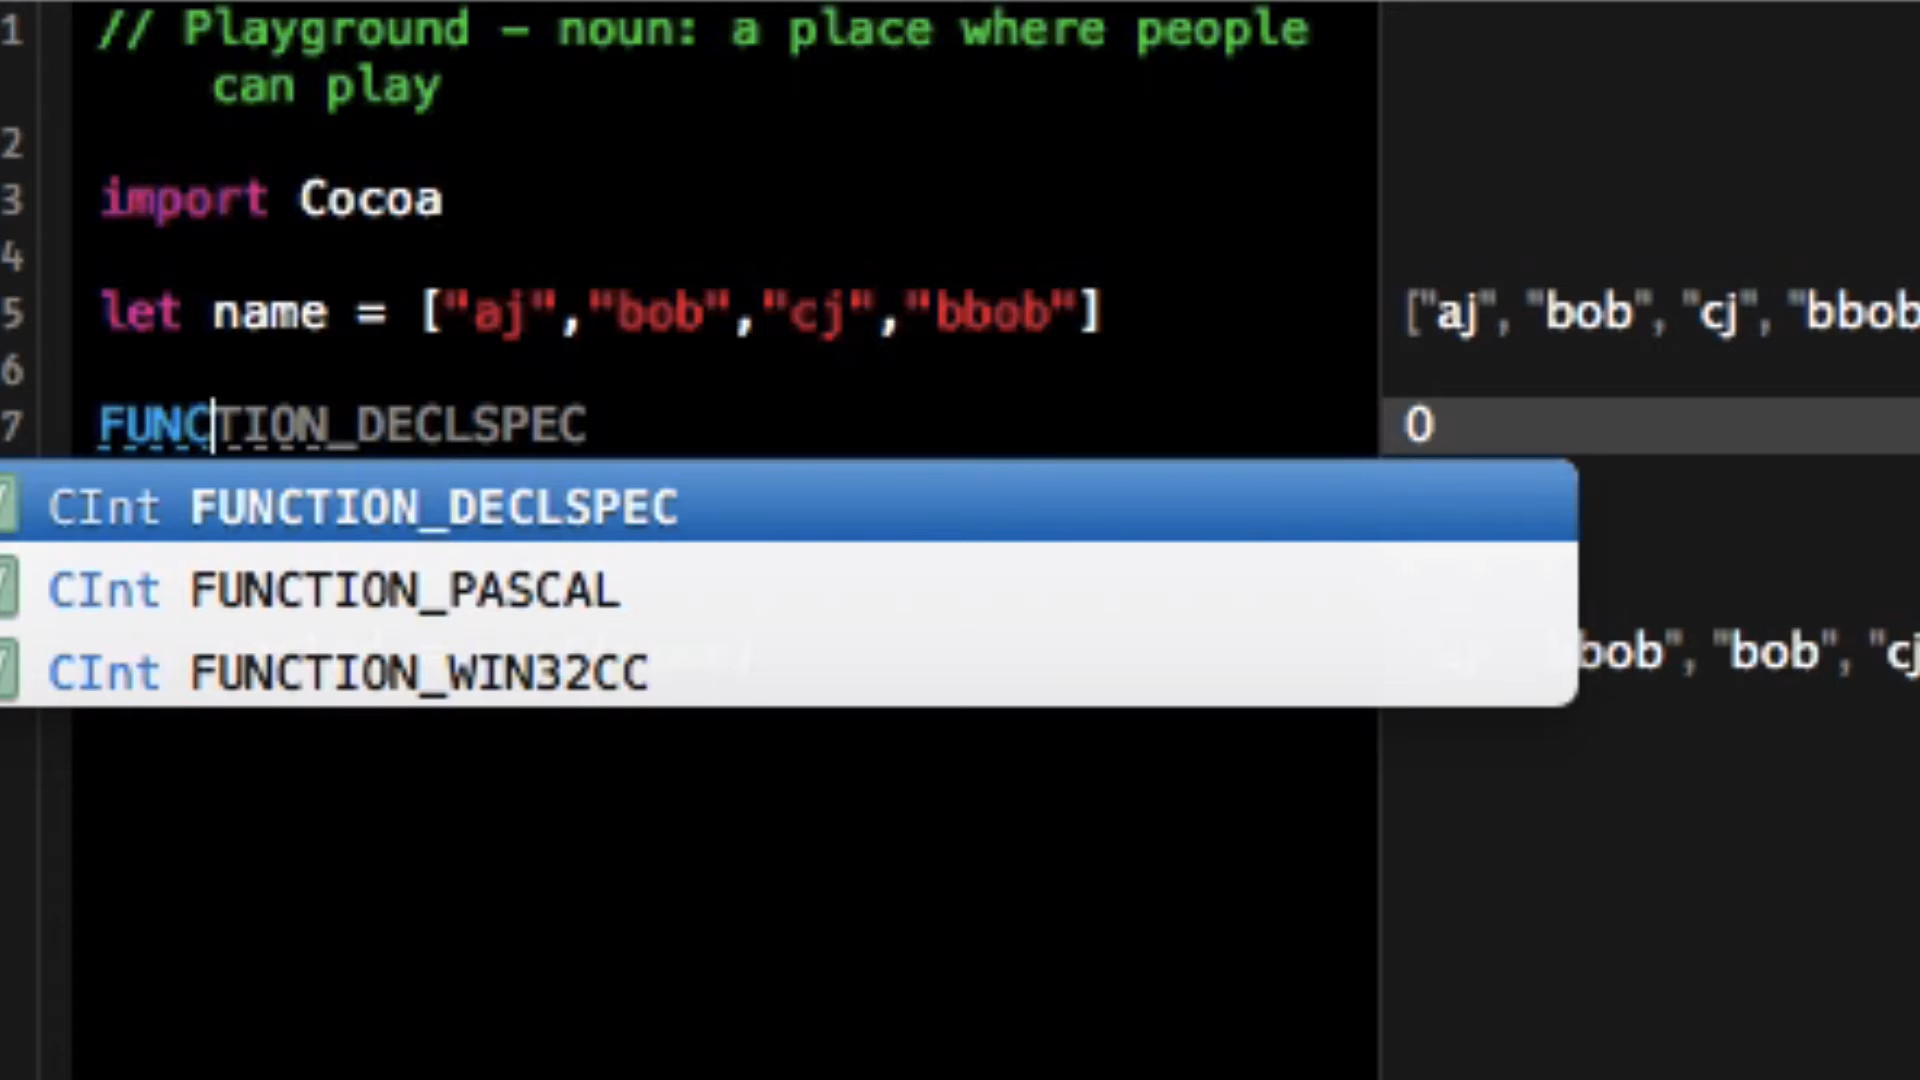 1 // Playground – noun: a place where people
can play
2
3 import Cocoa
4
5 let name = ["aj","bob","cj","bbob"] ["aj", "bob", "cj", "bbob
6
7 FUNCTION_DECLSPEC 0
CInt FUNCTION_DECLSPEC
CInt FUNCTION_PASCAL
bob", "bob", "cj
CInt FUNCTION_WIN32CC